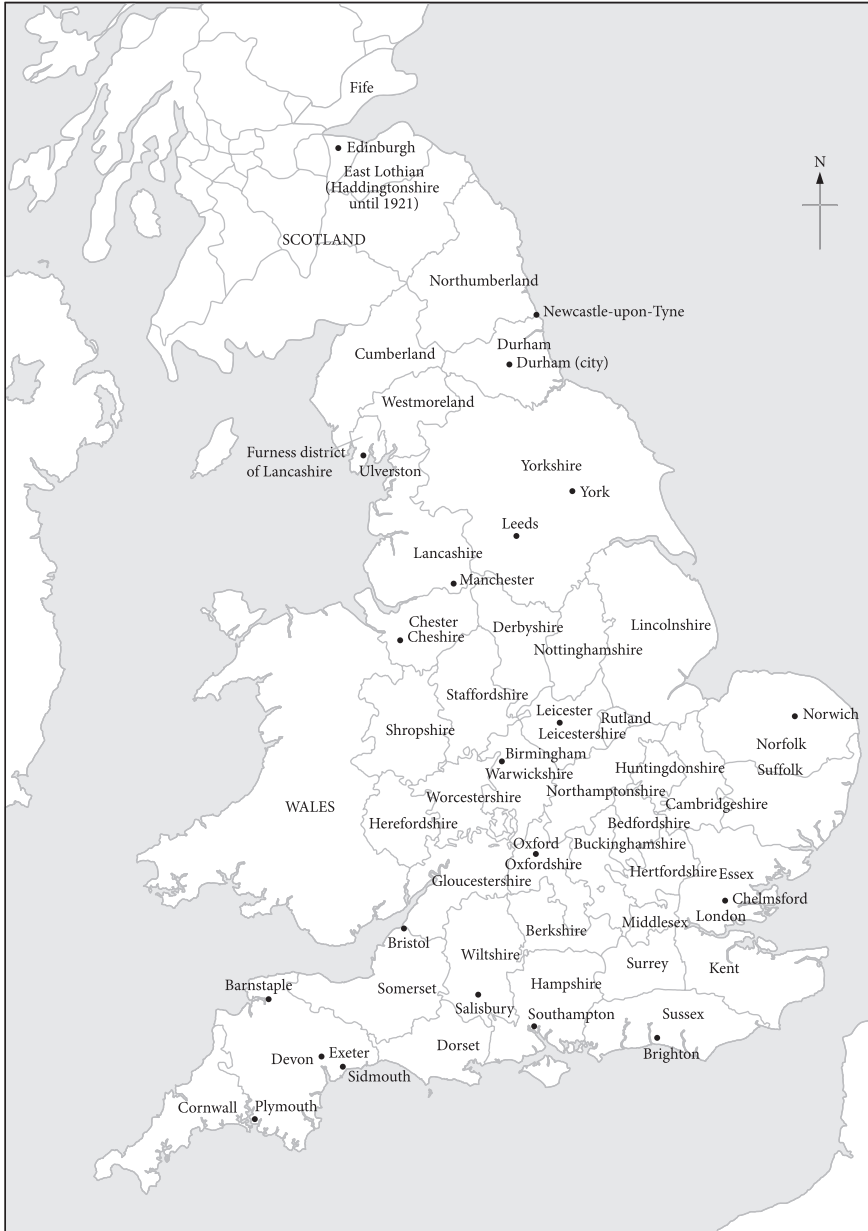 Fife
Edinburgh
N
East Lothian
(Haddingtonshire
until 1921)
SCOTLAND
Northumberland
Newcastle-upon-Tyne
Durham
Cumberland
Durham (city)
Westmoreland
Furness district
of Lancashire
Ulverston
Yorkshire
York
Leeds
Lancashire
Manchester
Chester
Cheshire
Derbyshire
Lincolnshire
Nottinghamshire
Staffordshire
Leicester
Rutland
Norwich
Shropshire
Leicestershire
Norfolk
Birmingham
Huntingdonshire
Suffolk
Warwickshire
Northamptonshire
Worcestershire
WALES
Cambridgeshire
Herefordshire
Bedfordshire
Oxford
Buckinghamshire
Oxfordshire
Gloucestershire
Hertfordshire
Essex
Chelmsford
London
Middlesex
Berkshire
Bristol
Wiltshire
Surrey
Kent
Barnstaple
Somerset
Hampshire
Salisbury
Southampton
Sussex
Dorset
Brighton
Devon
Exeter
Sidmouth
Cornwall
Plymouth